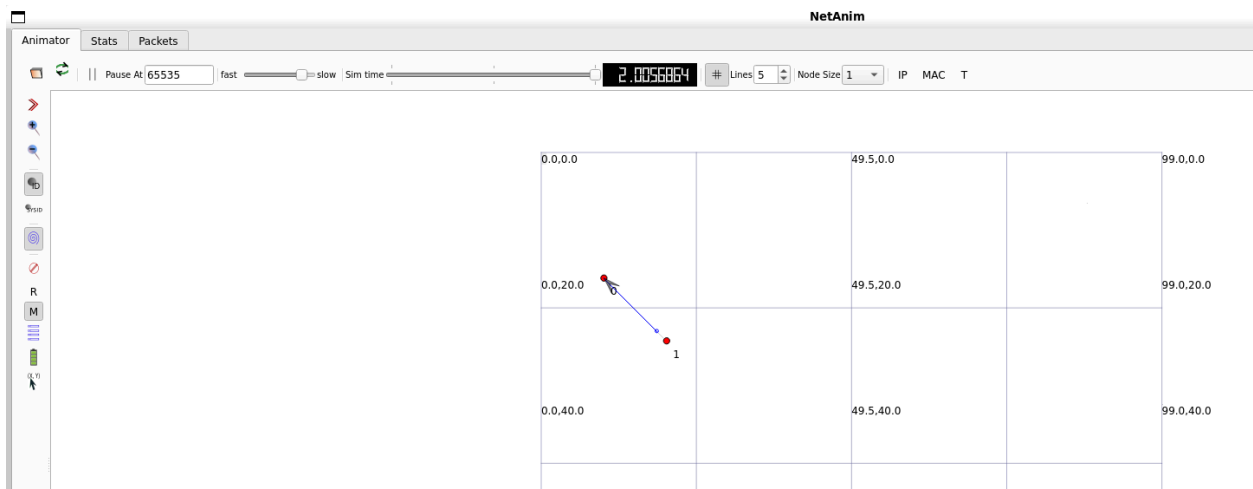 NetAnim
Animator Stats Packets
Pause At 65535 fast slow Sim time 2.0056864 # Lines 5 Node Size 1 IP MAC T
ID
SYSID
R
M
(X,Y)
0.0,0.0 49.5,0.0 99.0,0.0
0.0,20.0 0 49.5,20.0 99.0,20.0
1
0.0,40.0 49.5,40.0 99.0,40.0